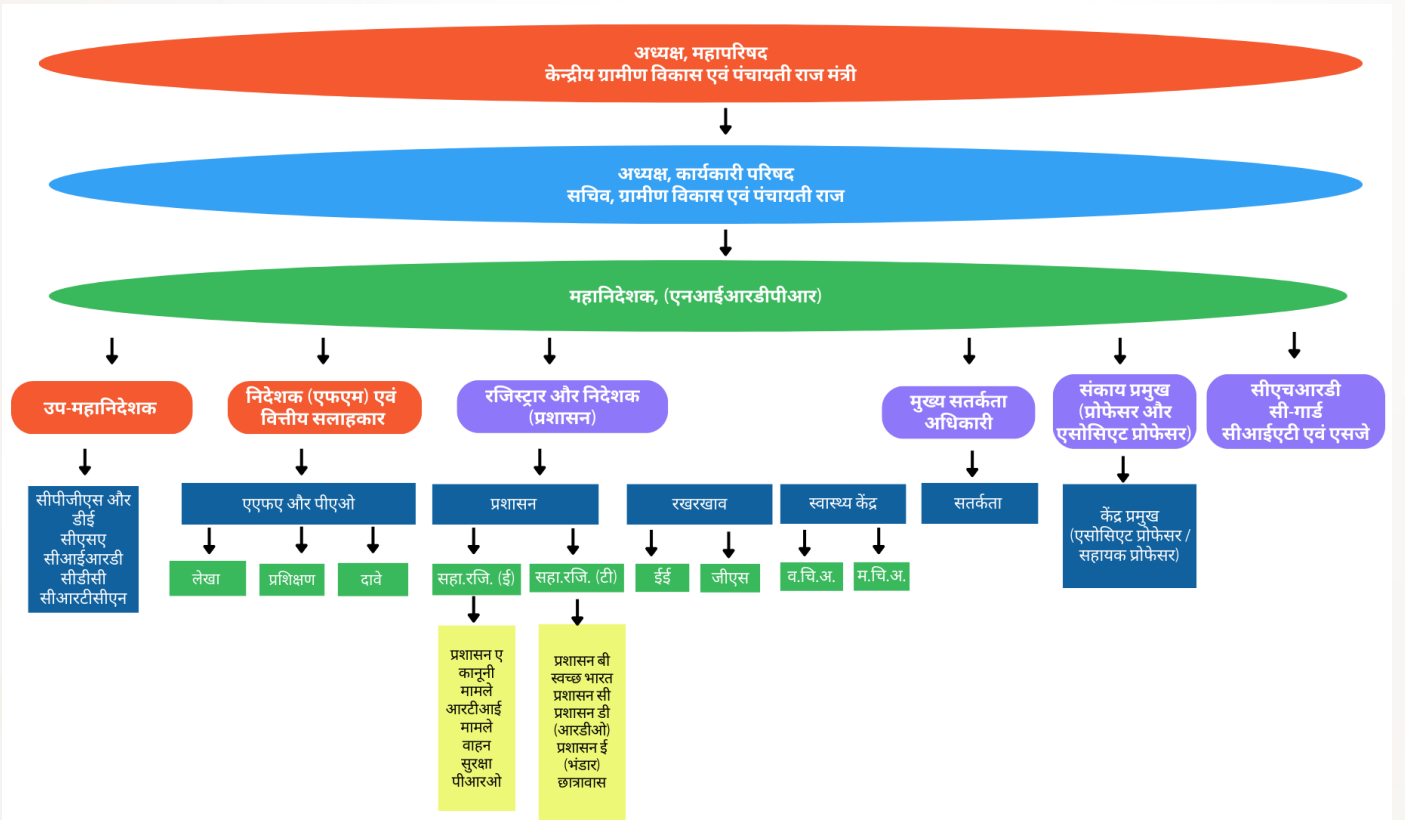 अध्यक्ष, महापरिषद
केन्द्रीय ग्रामीण विकास एवं पंचायती राज मंत्री
अध्यक्ष, कार्यकारी परिषद
सचिव, ग्रामीण विकास एवं पंचायती राज
महानिदेशक, (एनआईआरडीपीआर)
उप-महानिदेशक
निदेशक (एफएम) एवं
वित्तीय सलाहकार
रजिस्ट्रार और निदेशक
(प्रशासन)
मुख्य सतर्कता
अधिकारी
संकाय प्रमुख
(प्रोफेसर और
एसोसिएट प्रोफेसर)
सीएचआरडी
सी-गार्ड
सीआईएटी एवं एसजे
सीपीजीएस और
डीई
सीएसए
सीआईआरडी
सीडीसी
सीआरटीसीएन
एएफए और पीएओ
प्रशासन
रखरखाव
स्वास्थ्य केंद्र
सतर्कता
केंद्र प्रमुख
(एसोसिएट प्रोफेसर /
सहायक प्रोफेसर)
लेखा
प्रशिक्षण
दावे
सहा.रजि. (ई)
सहा.रजि. (टी)
ईई
जीएस
व.चि.अ.
म.चि.अ.
प्रशासन ए
कानूनी
मामले
आरटीआई
मामले
वाहन
सुरक्षा
पीआरओ
प्रशासन बी
स्वच्छ भारत
प्रशासन सी
प्रशासन डी
(आरडीओ)
प्रशासन ई
(भंडार)
छात्रावास